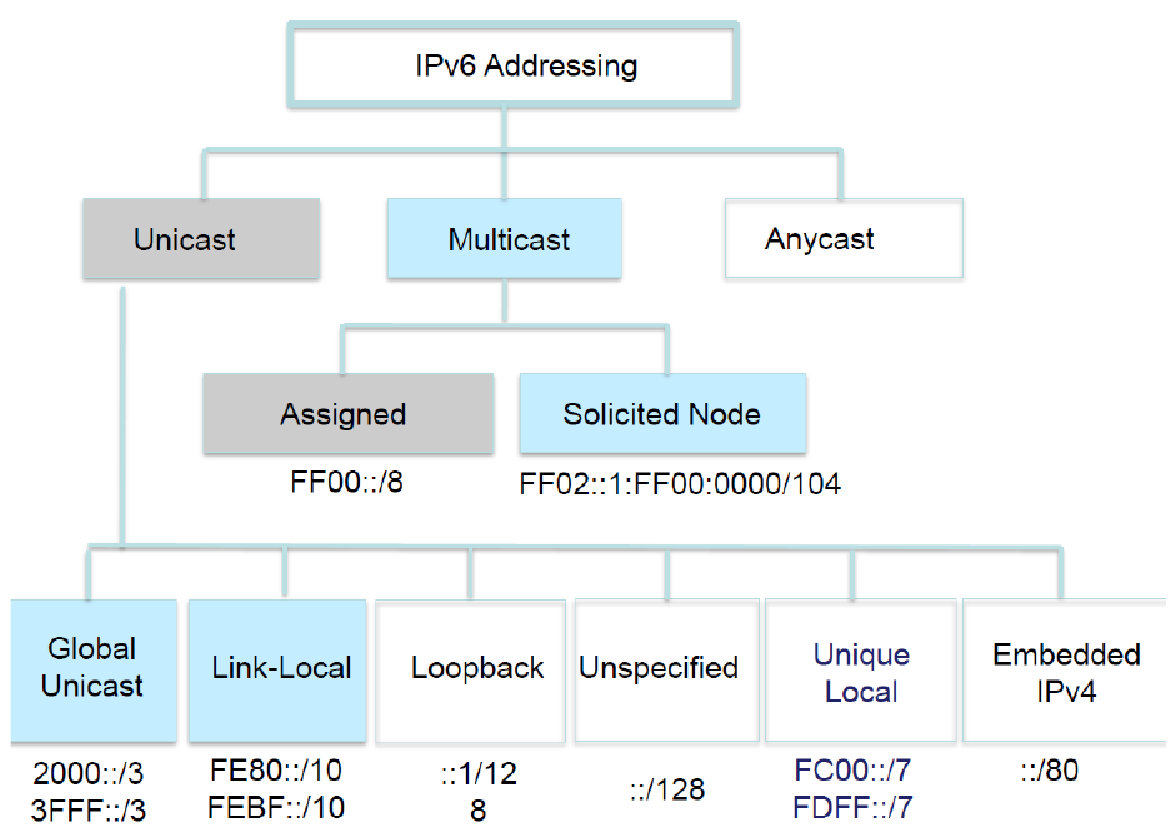 IPv6 Addressing
Unicast
Multicast
Anycast
Assigned
Solicited Node
FF00::/8
FF02::1:FF00:0000/104
Global
Unicast
Link-Local
Loopback
Unspecified
Unique
Local
Embedded
IPv4
2000::/3
3FFF::/3
FE80::/10
FEBF::/10
::1/12
8
::/128
FC00::/7
FDFF::/7
::/80